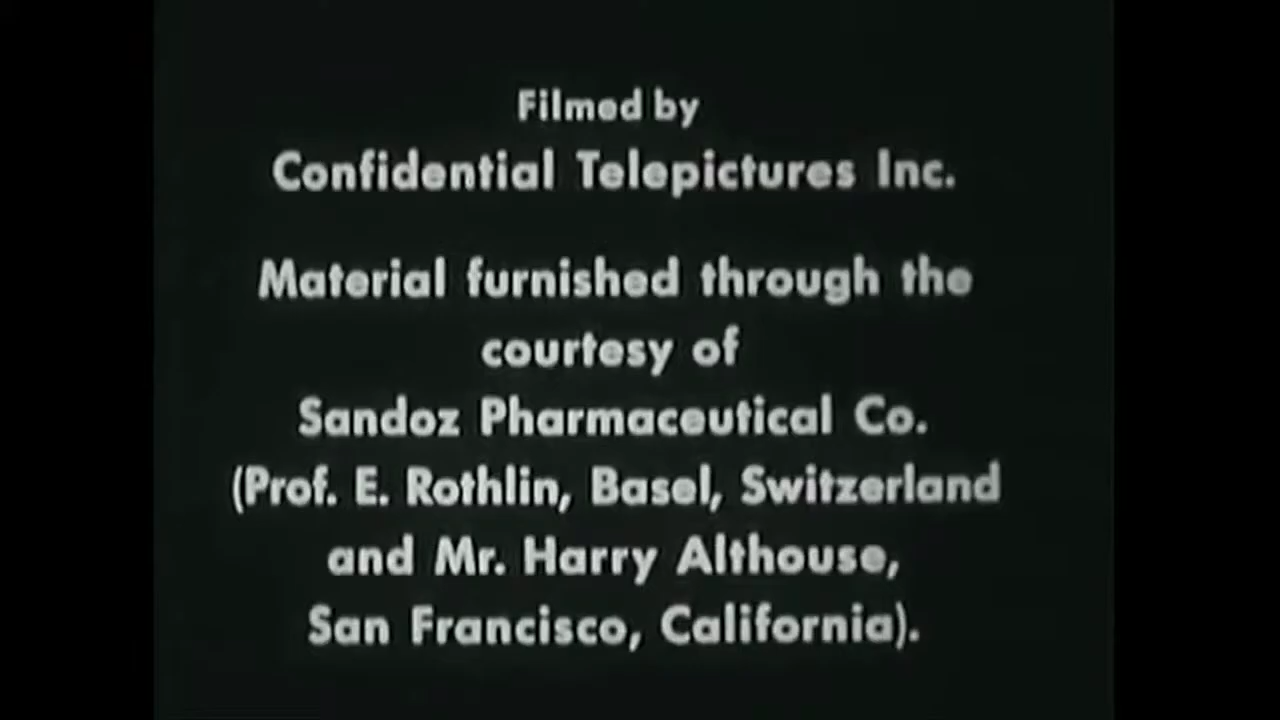 Filmed by
Confidential Telepictures Inc.
Material furnished through the
courtesy of
Sandoz Pharmaceutical Co.
(Prof. E. Rothlin, Basel, Switzerland
and Mr. Harry Althouse,
San Francisco, California).